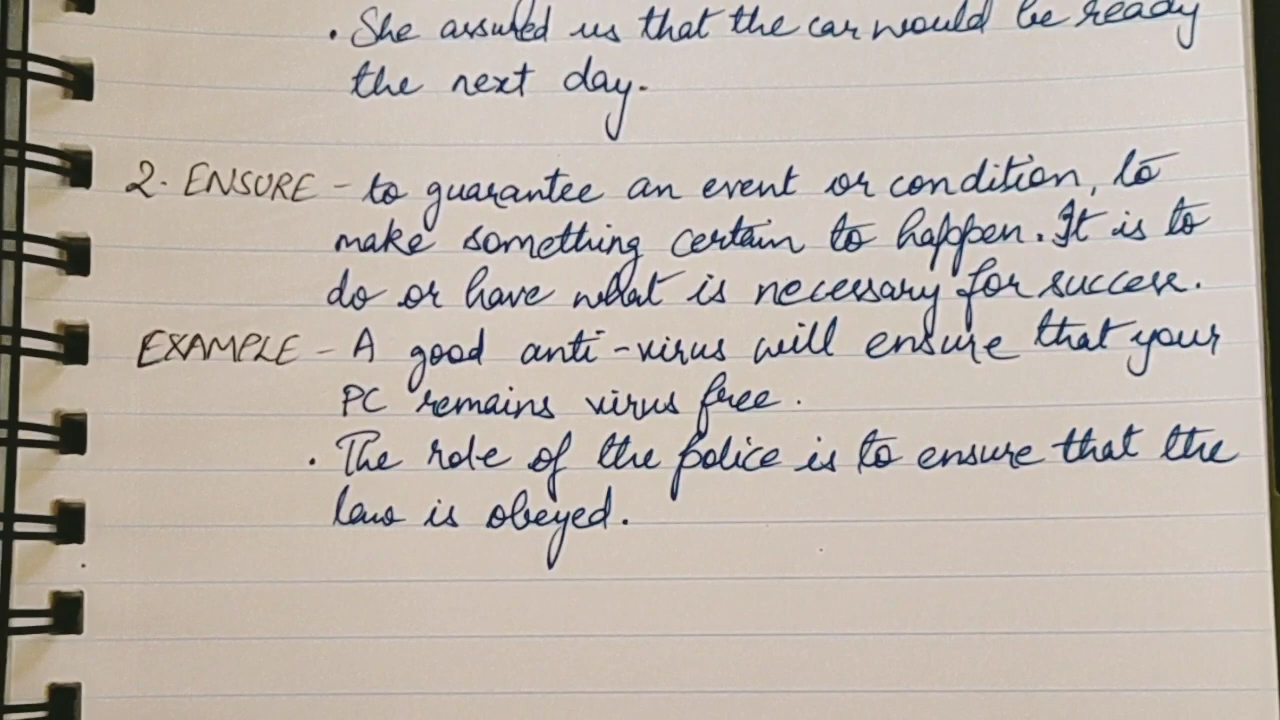 • She assured us that the car would be ready
the next day.
2. ENSURE - to guarantee an event or condition, to
make something certain to happen. It is to
do or have what is necessary for success.
EXAMPLE - A good anti-virus will ensure that your
PC remains virus free.
• The role of the police is to ensure that the
law is obeyed.